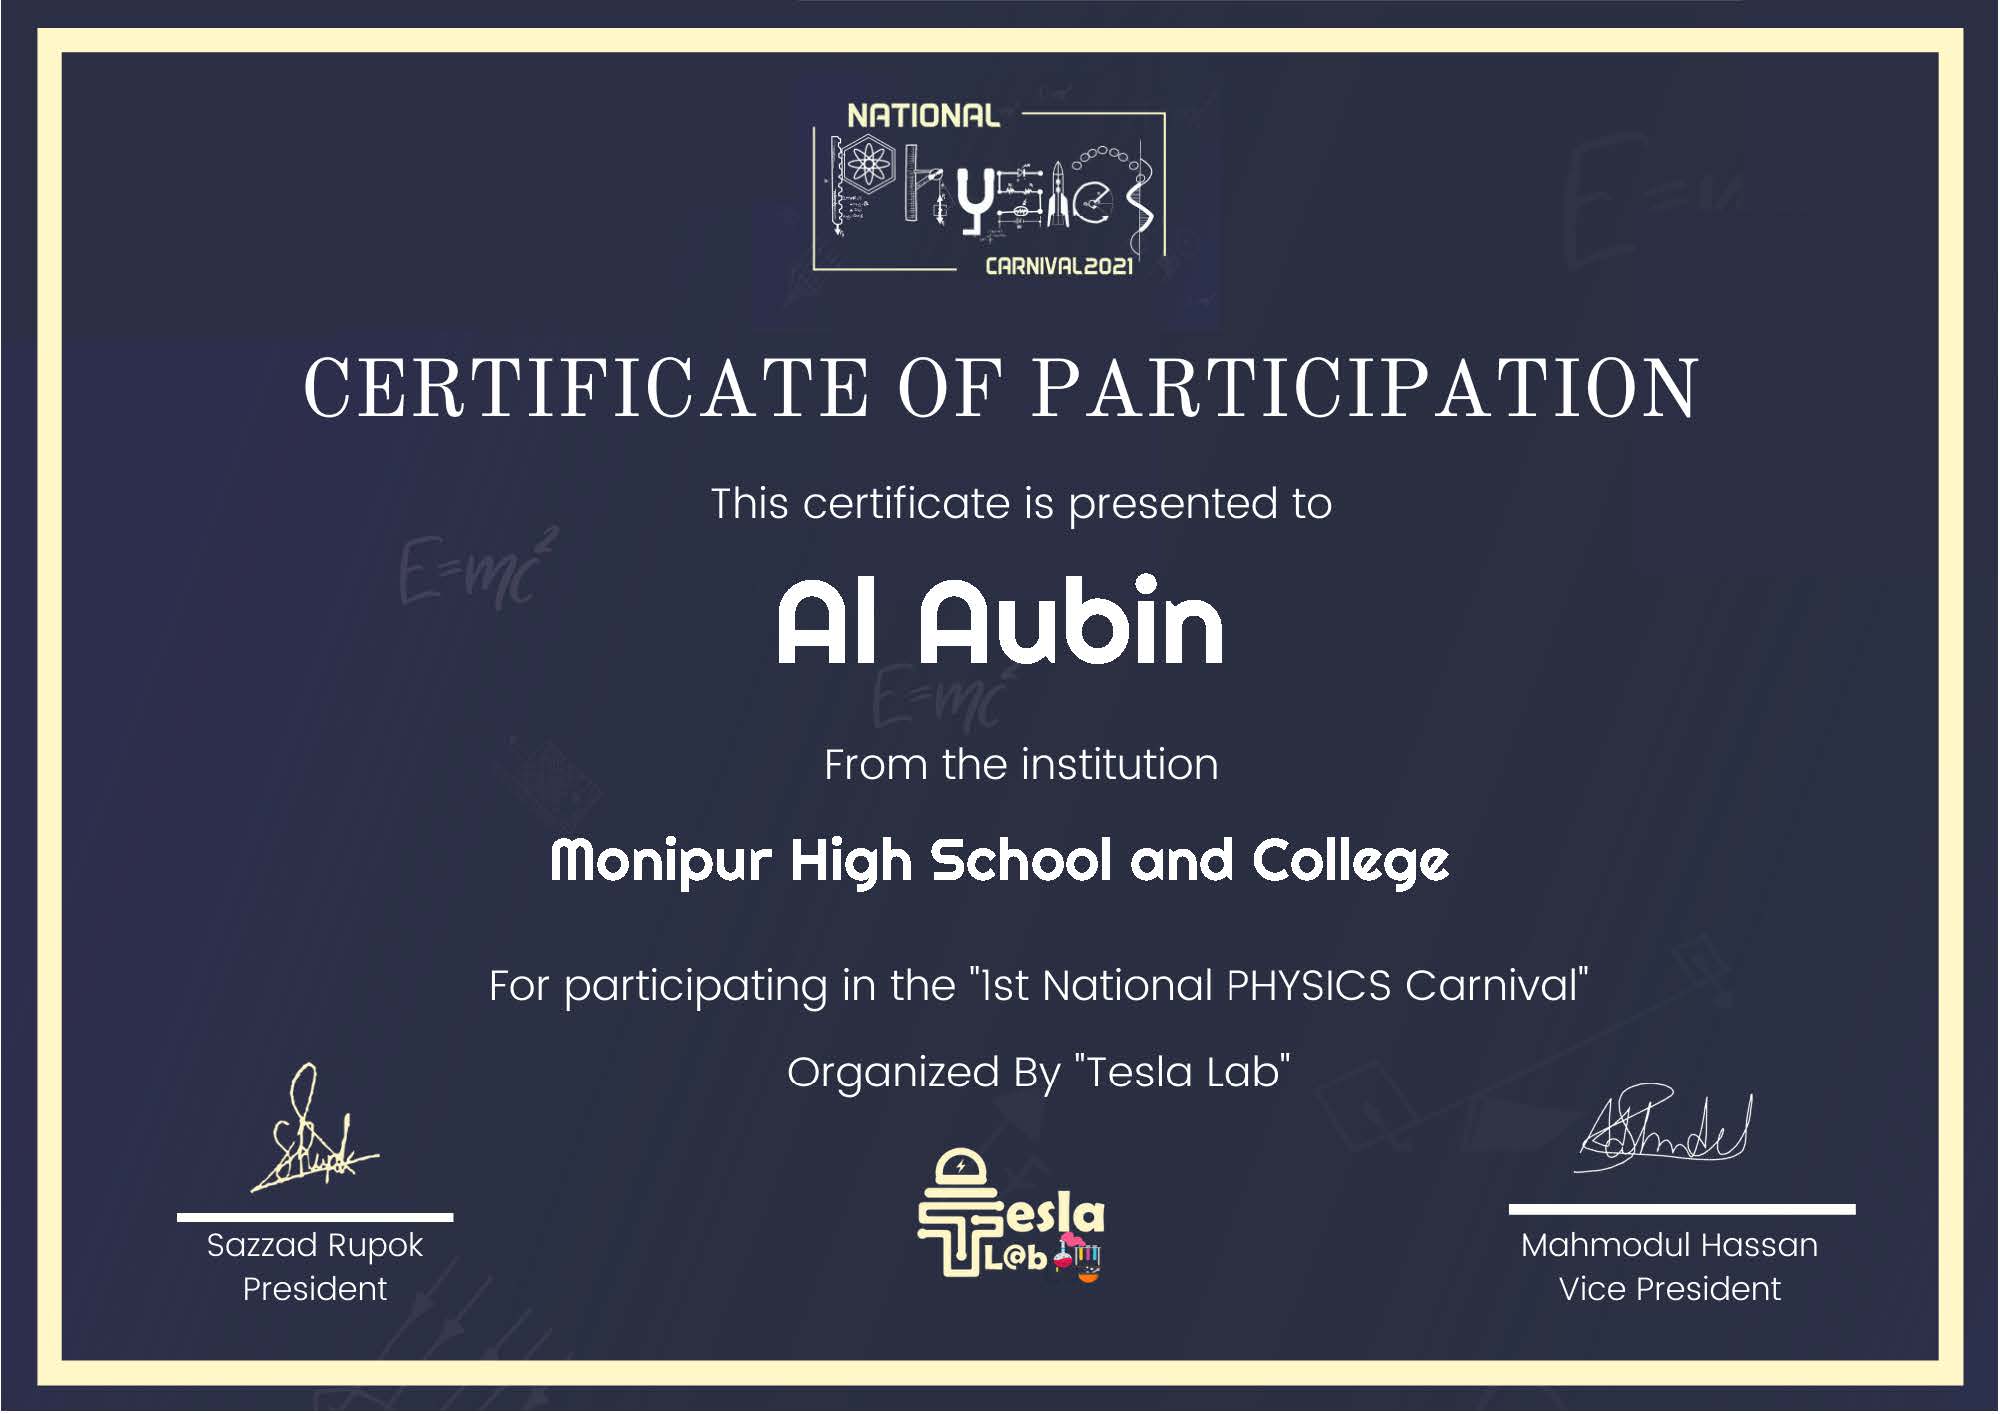 NATIONAL
Physics
CARNIVAL2021
CERTIFICATE OF PARTICIPATION
This certificate is presented to
E=mc²
Al Aubin
E=mc²
From the institution
Monipur High School and College
For participating in the "1st National PHYSICS Carnival"
Organized By "Tesla Lab"
Tesla
L@b
Sazzad Rupok
President
Mahmodul Hassan
Vice President